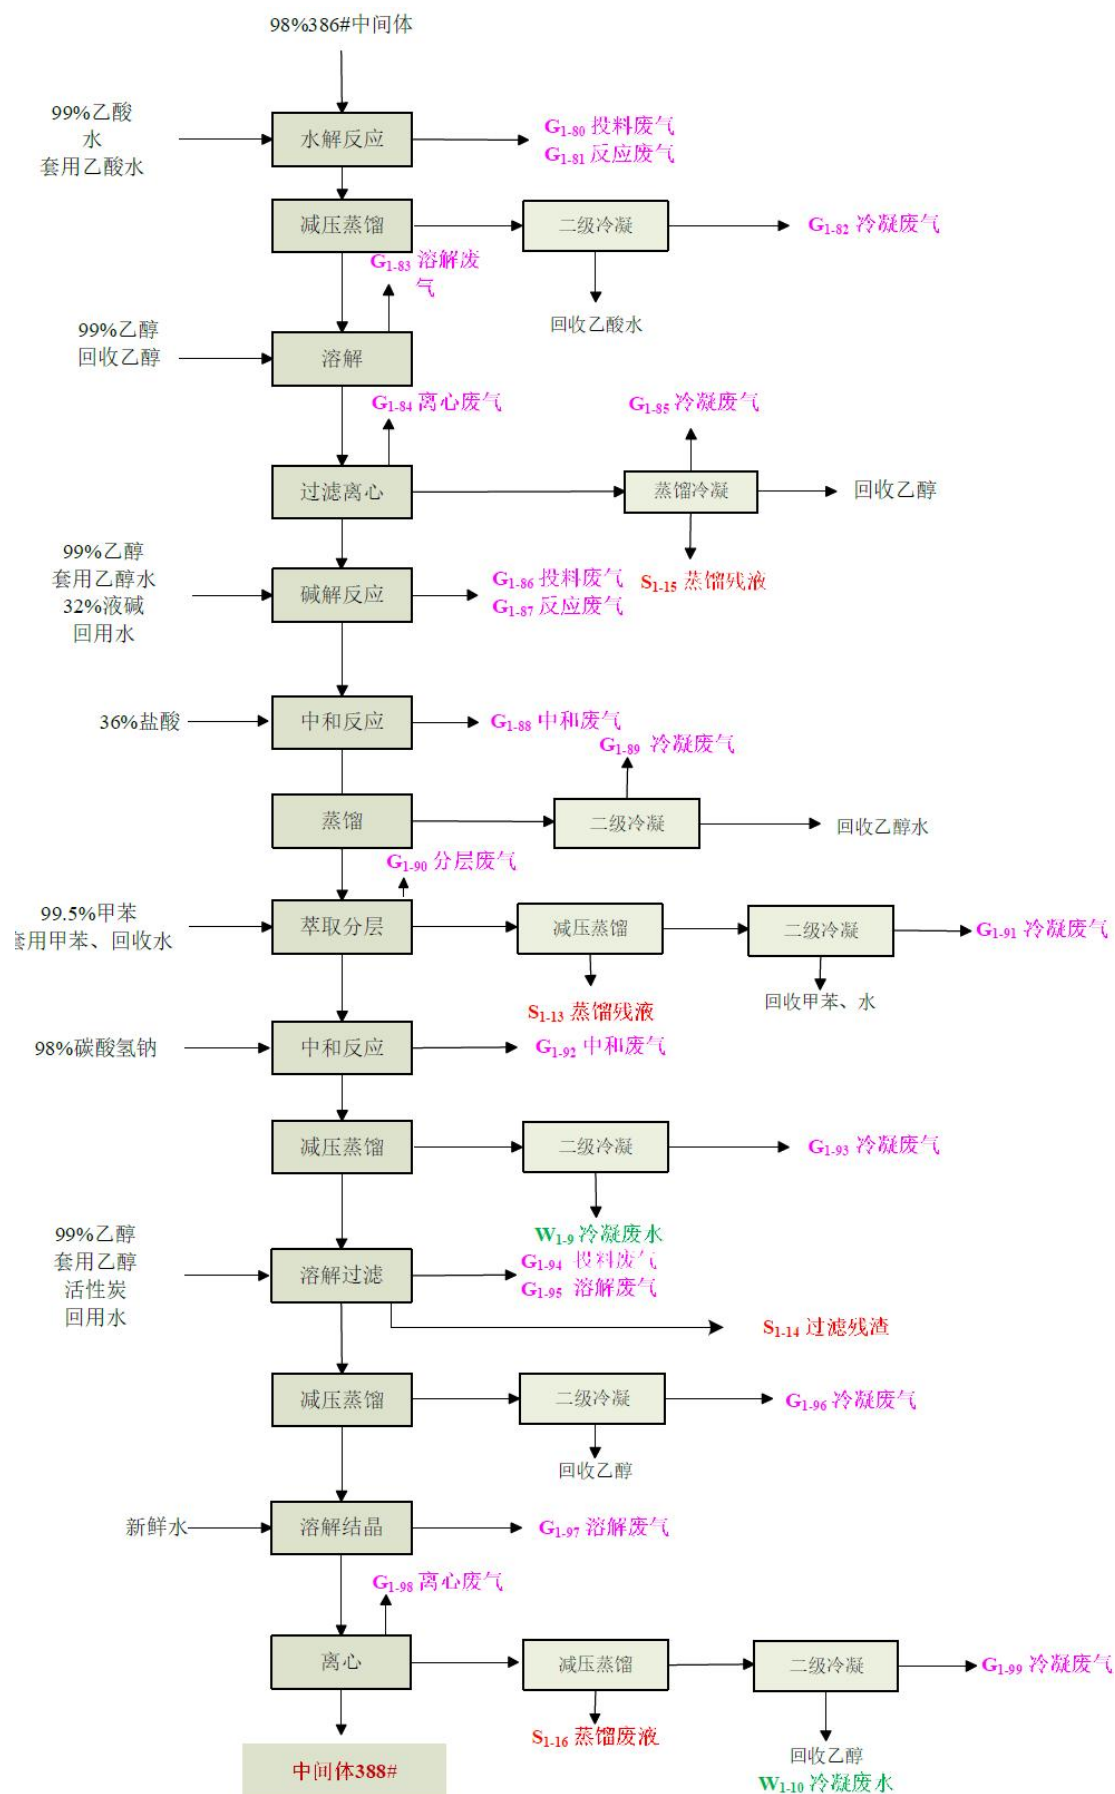 98%386#中间体
99%乙酸
水
套用乙酸水
水解反应
G1-80 投料废气
G1-81 反应废气
减压蒸馏
二级冷凝
G1-82 冷凝废气
G1-83 溶解废
气
回收乙酸水
99%乙醇
回收乙醇
溶解
G1-84 离心废气
G1-85 冷凝废气
过滤离心
蒸馏冷凝
回收乙醇
99%乙醇
套用乙醇水
32%液碱
回用水
碱解反应
G1-86 投料废气
G1-87 反应废气
S1-15 蒸馏残液
36%盐酸
中和反应
G1-88 中和废气
G1-89 冷凝废气
蒸馏
二级冷凝
回收乙醇水
G1-90 分层废气
99.5%甲苯
套用甲苯、回收水
萃取分层
减压蒸馏
二级冷凝
G1-91 冷凝废气
S1-13 蒸馏残液
回收甲苯、水
98%碳酸氢钠
中和反应
G1-92 中和废气
减压蒸馏
二级冷凝
G1-93 冷凝废气
W1-9 冷凝废水
99%乙醇
套用乙醇
活性炭
回用水
溶解过滤
G1-94 投料废气
G1-95 溶解废气
S1-14 过滤残渣
减压蒸馏
二级冷凝
G1-96 冷凝废气
回收乙醇
新鲜水
溶解结晶
G1-97 溶解废气
G1-98 离心废气
离心
减压蒸馏
二级冷凝
G1-99 冷凝废气
S1-16 蒸馏废液
回收乙醇
W1-10 冷凝废水
中间体388#